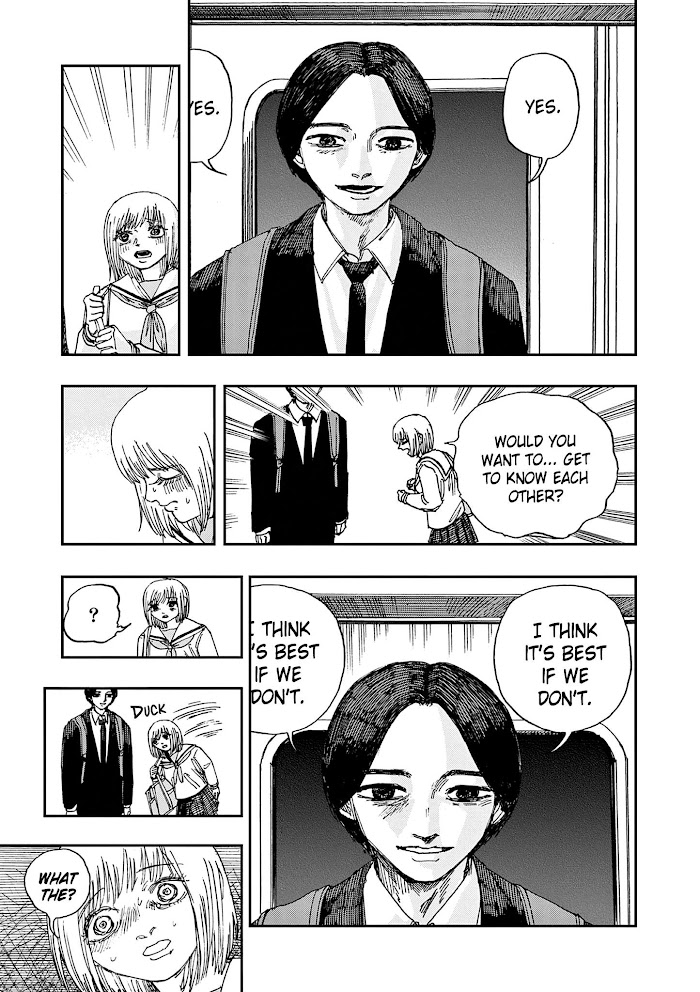 YES.
YES.
WOULD YOU
WANT TO... GET
TO KNOW EACH
OTHER?
I THINK
IT'S BEST
IF WE
DON'T.
I THINK
IT'S BEST
IF WE
DON'T.
?
DUCK
WHAT
THE?